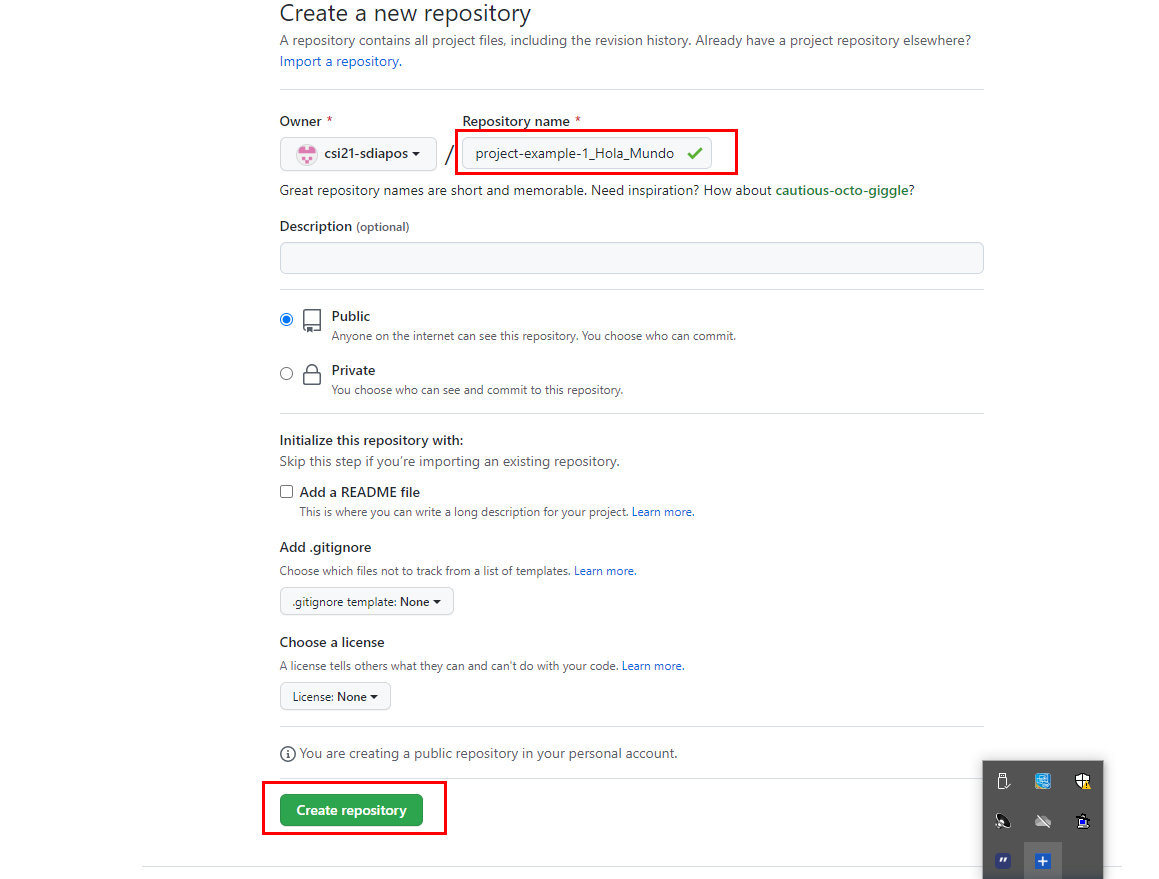 Create a new repository
A repository contains all project files, including the revision history. Already have a project repository elsewhere?
Import a repository.
Owner *
Repository name *
csi21-sdiapos
/
project-example-1_Hola_Mundo
Great repository names are short and memorable. Need inspiration? How about cautious-octo-giggle?
Description (optional)
Public
Anyone on the internet can see this repository. You choose who can commit.
Private
You choose who can see and commit to this repository.
Initialize this repository with:
Skip this step if you're importing an existing repository.
Add a README file
This is where you can write a long description for your project. Learn more.
Add .gitignore
Choose which files not to track from a list of templates. Learn more.
.gitignore template: None
Choose a license
A license tells others what they can and can't do with your code. Learn more.
License: None
You are creating a public repository in your personal account.
Create repository